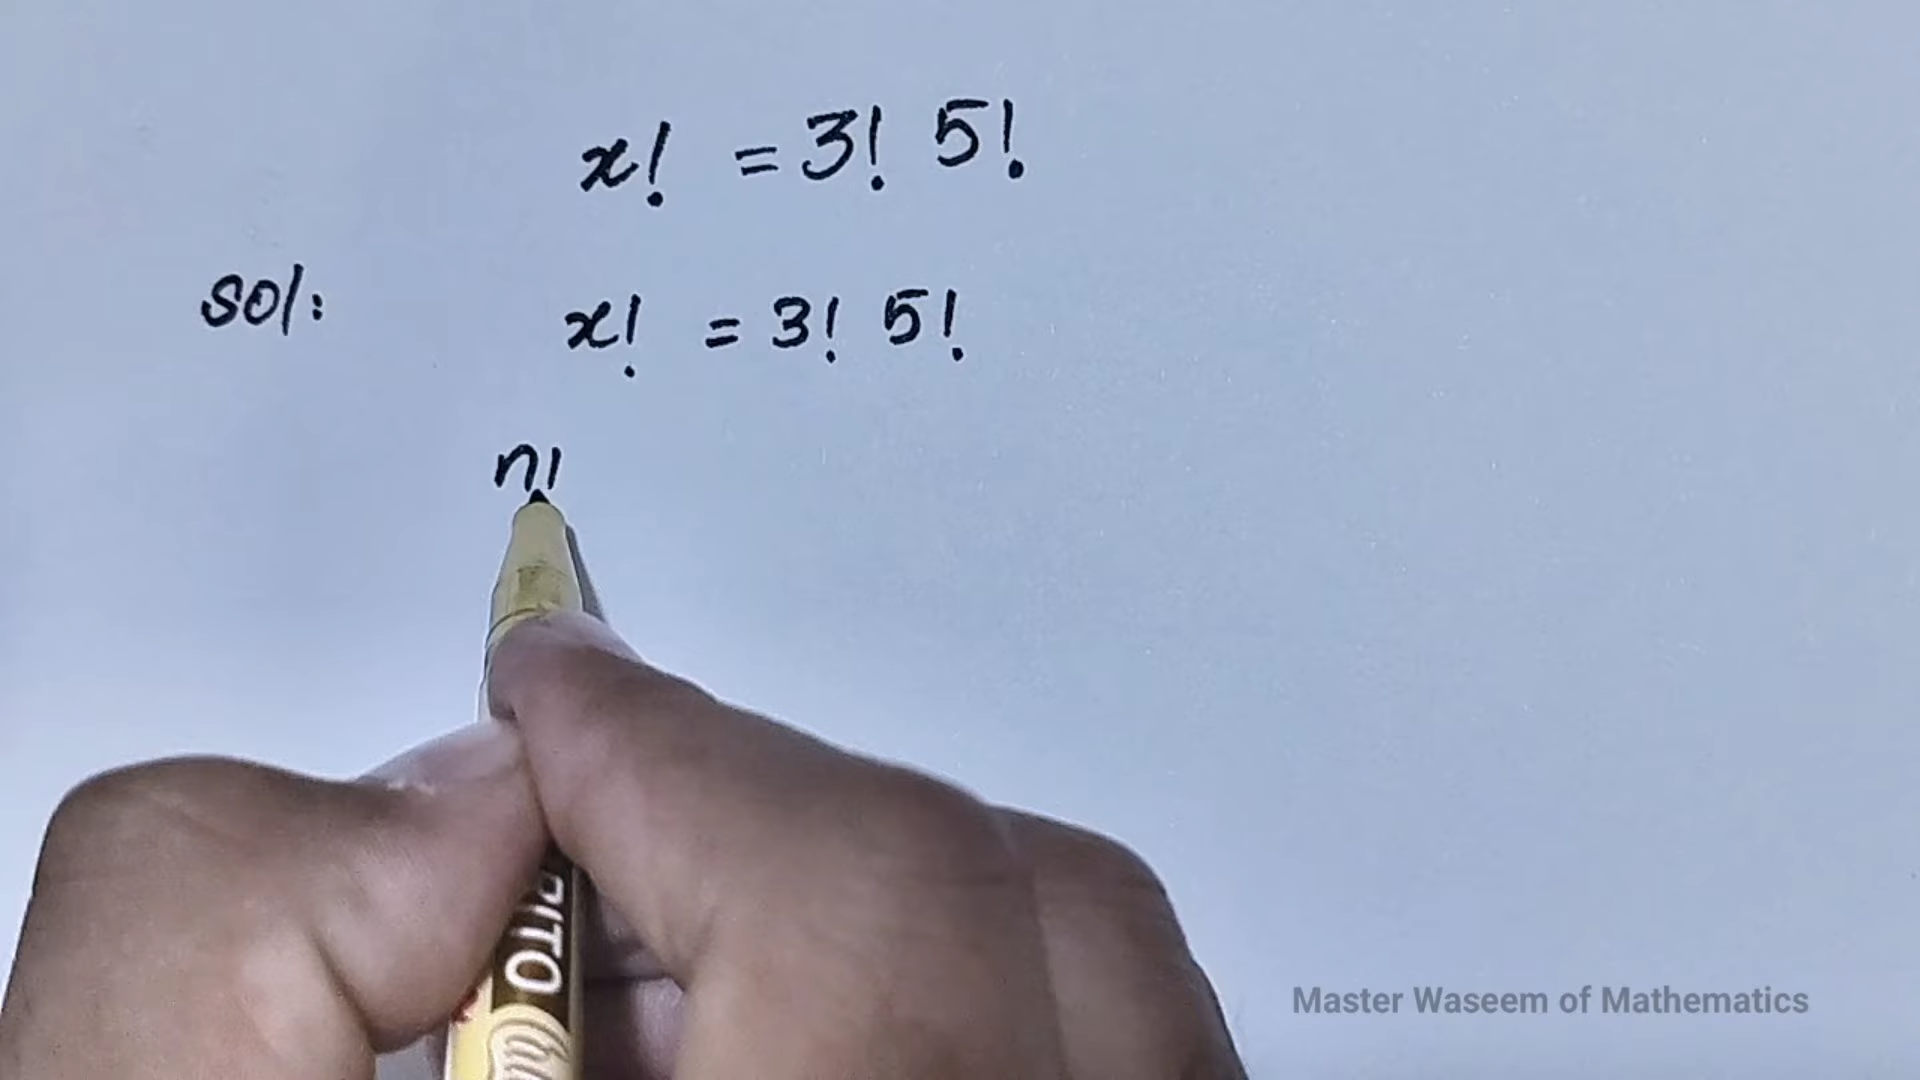 x! = 3! 5!
Sol: x! = 3! 5!
n!
Master Waseem of Mathematics